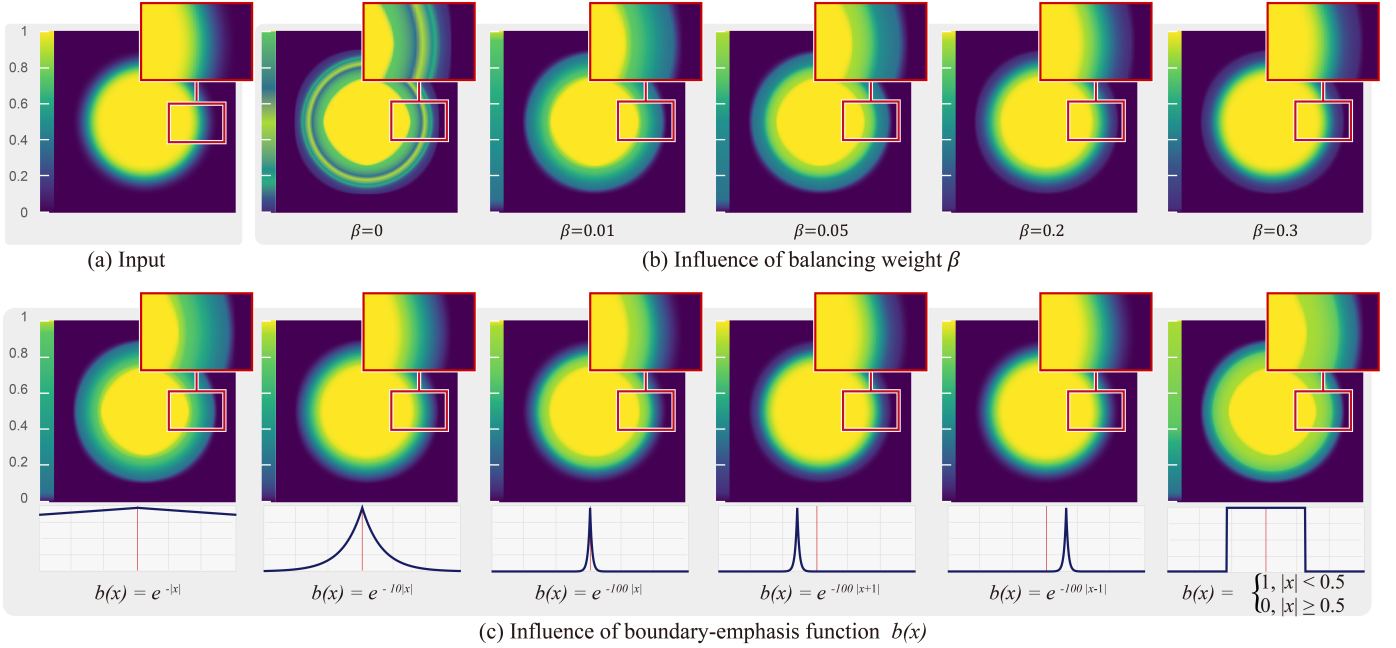 1
0.8
0.6
0.4
0.2
0
β=0
β=0.01
β=0.05
β=0.2
β=0.3
(a) Input
(b) Influence of balancing weight β
1
0.8
0.6
0.4
0.2
0
b(x) = e -|x|
b(x) = e - 10|x|
b(x) = e -100 |x|
b(x) = e -100 |x+1|
b(x) = e -100 |x-1|
b(x) = { 1, |x| < 0.5
0, |x| ≥ 0.5
(c) Influence of boundary-emphasis function b(x)